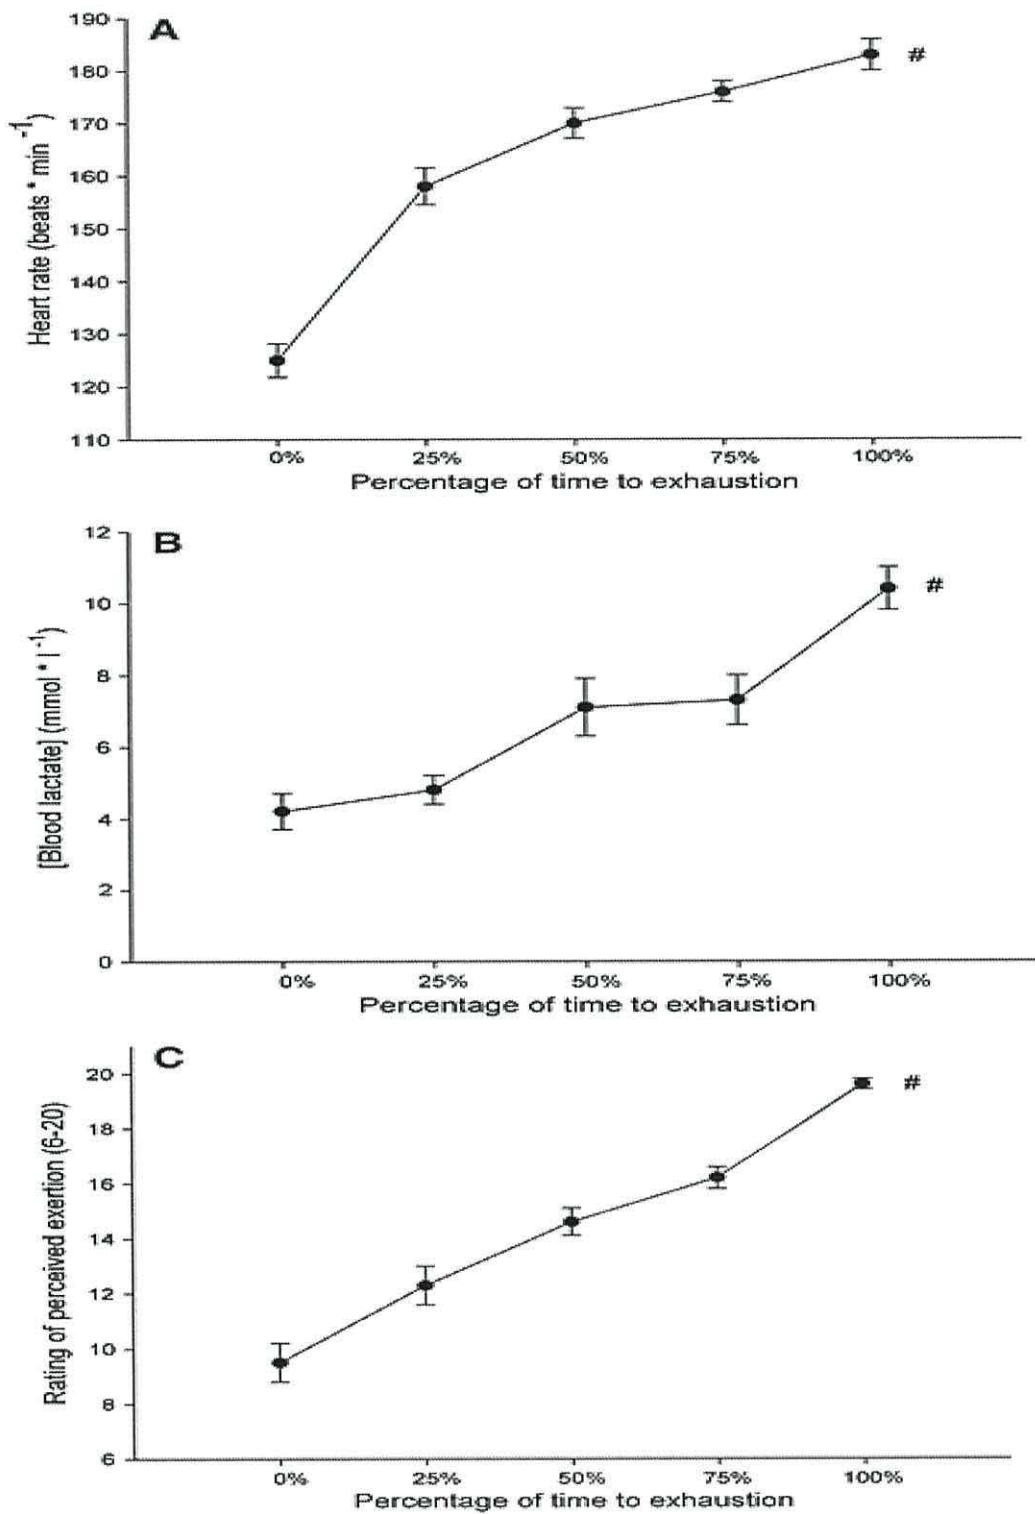 A
190
180
170
160
150
140
130
120
110
Heart rate (beats * min -1)
0% 25% 50% 75% 100%
Percentage of time to exhaustion
#
B
12
10
8
6
4
2
0
[Blood lactate] (mmol * l -1)
0% 25% 50% 75% 100%
Percentage of time to exhaustion
#
C
20
18
16
14
12
10
8
6
Rating of perceived exertion (6-20)
0% 25% 50% 75% 100%
Percentage of time to exhaustion
#